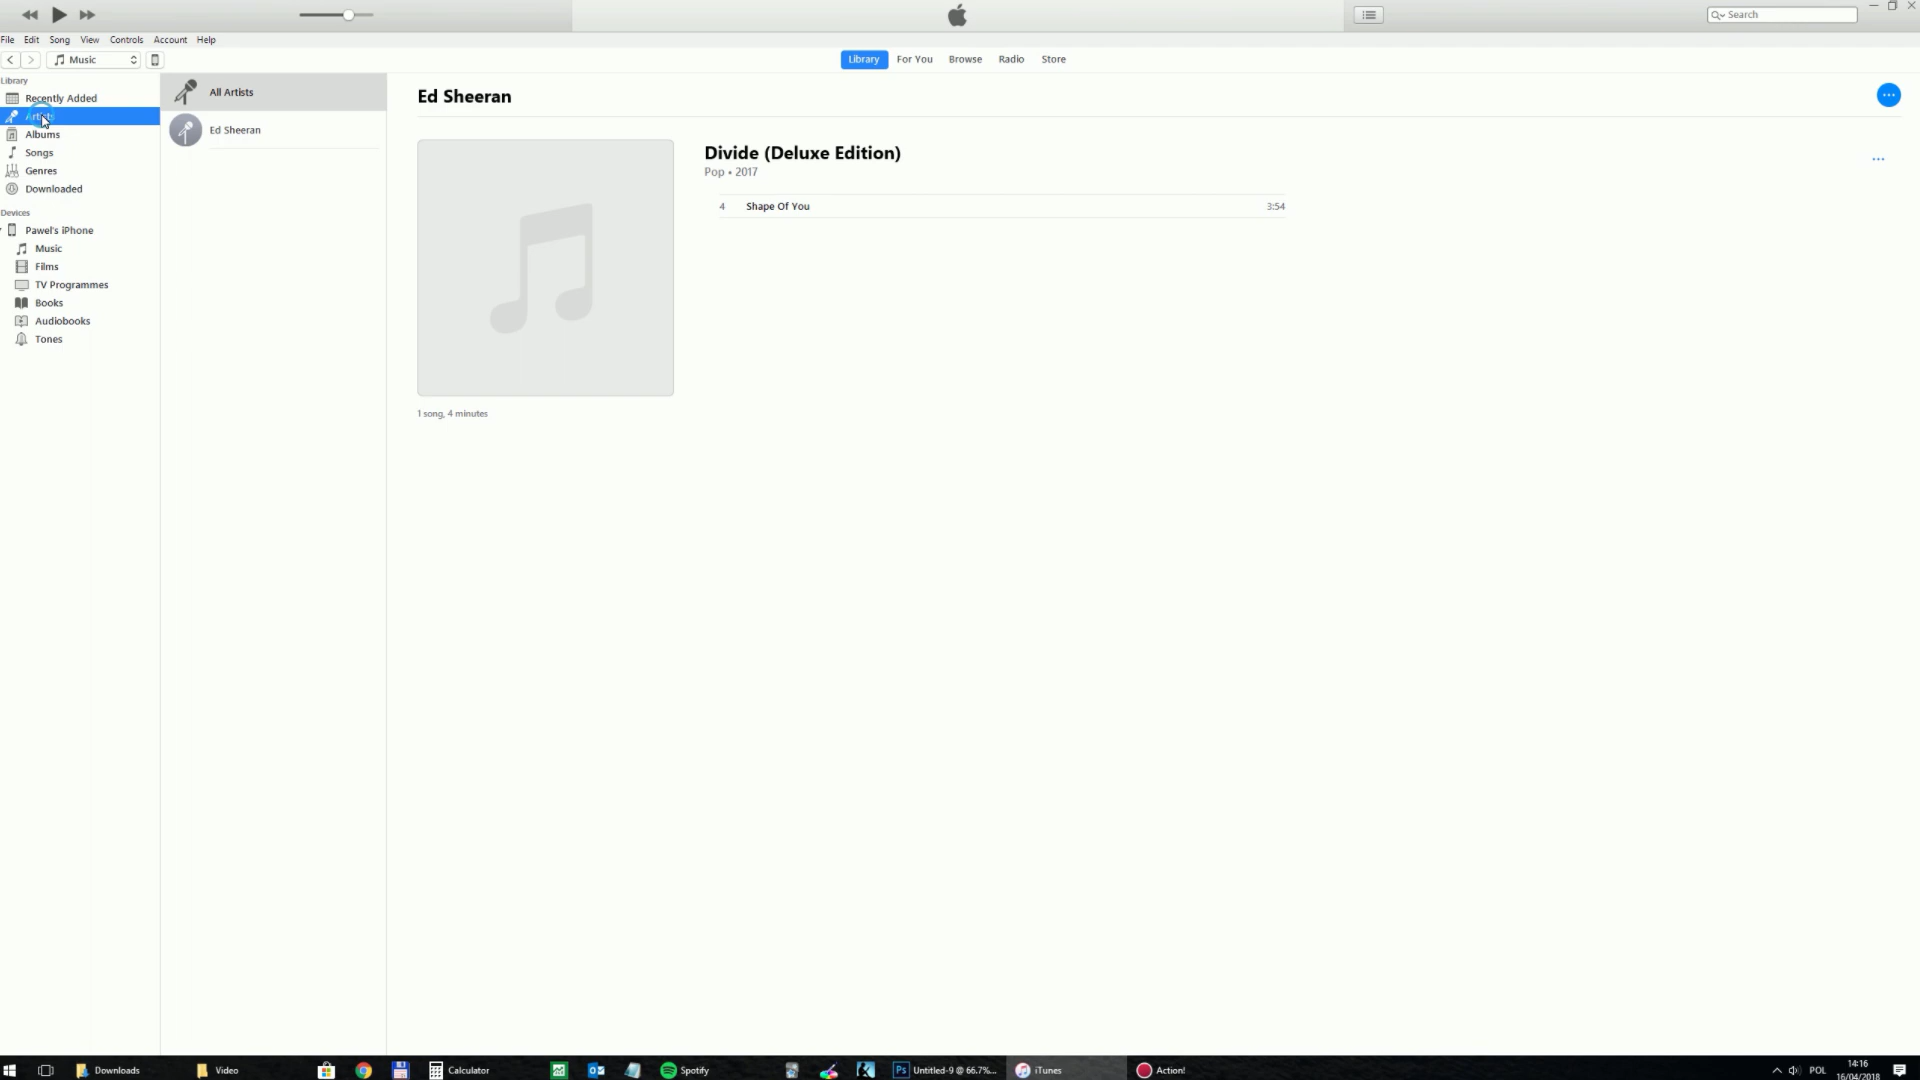 Search
File Edit Song View Controls Account Help
Music
Library For You Browse Radio Store
Library
Recently Added
Artists
Albums
Songs
Genres
Downloaded
Devices
Pawel's iPhone
Music
Films
TV Programmes
Books
Audiobooks
Tones
All Artists
Ed Sheeran
Ed Sheeran
Divide (Deluxe Edition)
Pop • 2017
4 Shape Of You 3:54
1 song, 4 minutes
Downloads Video Calculator Spotify Ps Untitled-9 @ 66.7%... iTunes Action! POL 14:16
16/04/2018